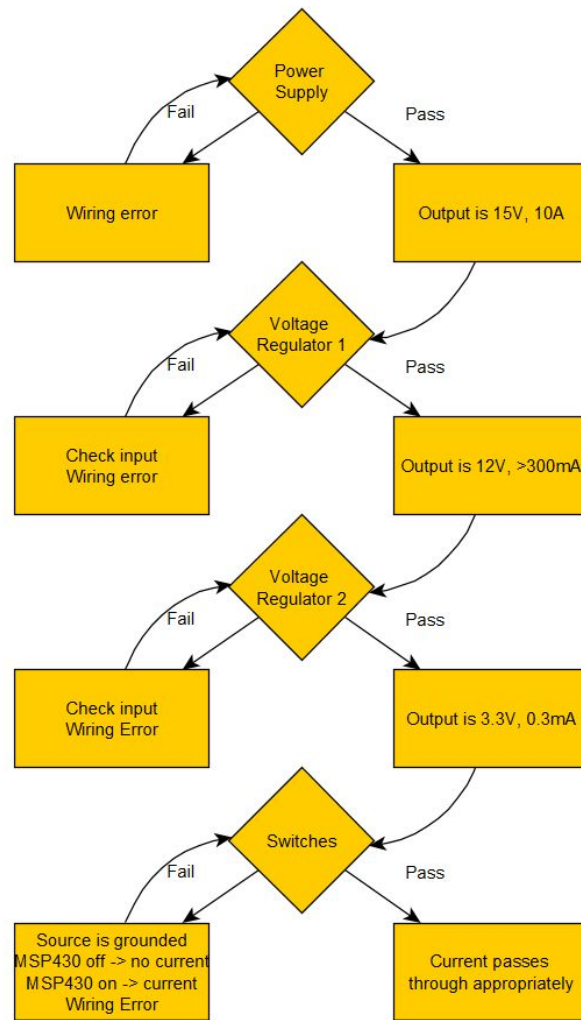 Power
Supply
Fail
Pass
Wiring error
Output is 15V, 10A
Voltage
Regulator 1
Fail
Pass
Check input
Wiring error
Output is 12V, >300mA
Voltage
Regulator 2
Fail
Pass
Check input
Wiring Error
Output is 3.3V, 0.3mA
Switches
Fail
Pass
Source is grounded
MSP430 off -> no current
MSP430 on -> current
Wiring Error
Current passes
through appropriately